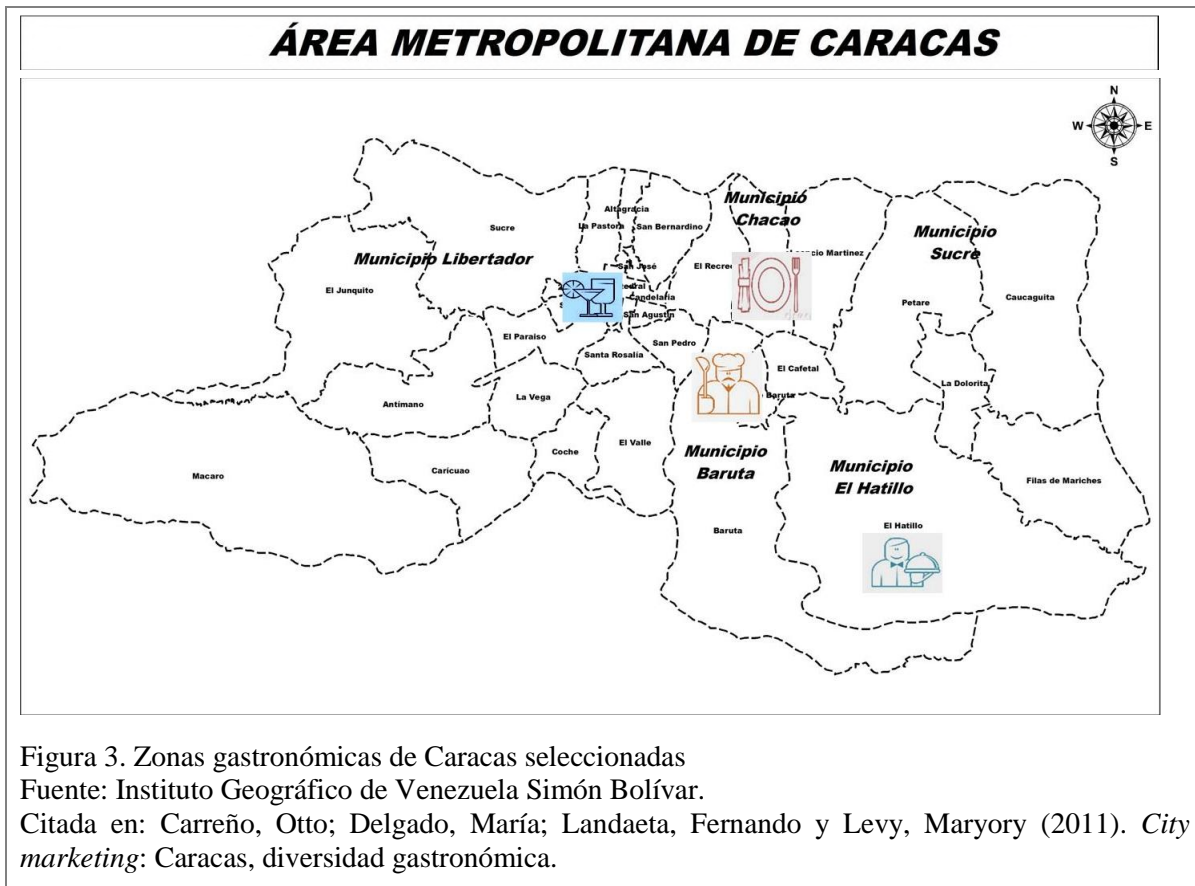 ÁREA METROPOLITANA DE CARACAS
N
W
E
S
Municipio
Chacao
Altagracia
La Pastora
San Bernardino
Sucre
Municipio Libertador
Municipio
Sucre
San José
El Recreo
Martinez
El Junquito
Candelaria
San Agustin
Petare
Caucaguita
El Paraiso
San Pedro
Santa Rosalía
El Cafetal
La Dolorita
Antímano
La Vega
Baruta
Coche
El Valle
Municipio
Baruta
Municipio
El Hatillo
Macaro
Carícuao
Filas de Mariches
Baruta
El Hatillo
Figura 3. Zonas gastronómicas de Caracas seleccionadas
Fuente: Instituto Geográfico de Venezuela Simón Bolívar.
Citada en: Carreño, Otto; Delgado, María; Landaeta, Fernando y Levy, Maryory (2011). City
marketing: Caracas, diversidad gastronómica.